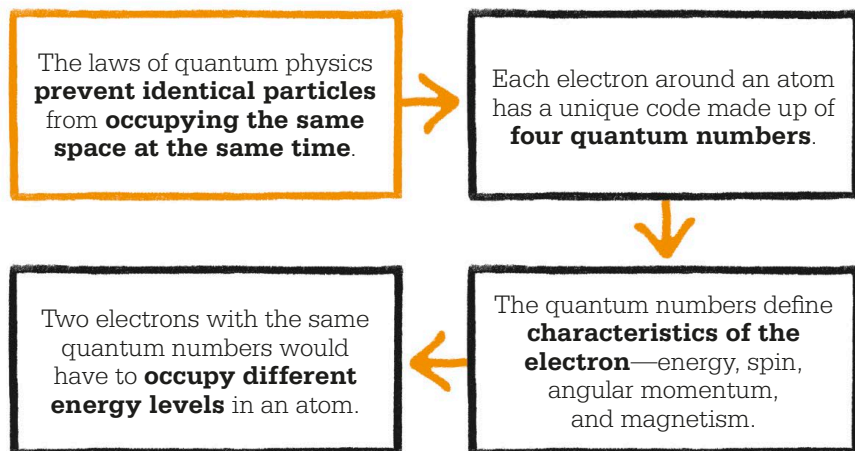 The laws of quantum physics
prevent identical particles
from occupying the same
space at the same time.
Each electron around an atom
has a unique code made up of
four quantum numbers.
The quantum numbers define
characteristics of the
electron—energy, spin,
angular momentum,
and magnetism.
Two electrons with the same
quantum numbers would
have to occupy different
energy levels in an atom.